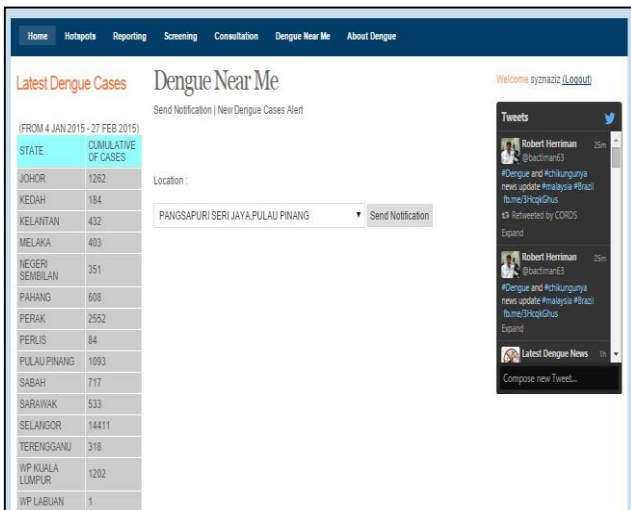 Home Hotspots Reporting Screening Consultation Dengue Near Me About Dengue
Latest Dengue Cases
(FROM 4 JAN 2015 - 27 FEB 2015)
STATE CUMULATIVE OF CASES
JOHOR 1262
KEDAH 184
KELANTAN 432
MELAKA 403
NEGERI SEMBILAN 351
PAHANG 608
PERAK 2552
PERLIS 84
PULAU PINANG 1093
SABAH 717
SARAWAK 533
SELANGOR 14411
TERENGGANU 318
WP KUALA LUMPUR 1202
WP LABUAN 1
Dengue Near Me
Send Notification | New Dengue Cases Alert
Location :
PANGSAPURI SERI JAYA,PULAU PINANG Send Notification
Welcome syznaziz (Logout)
Tweets
Robert Herriman 25m
@bactiman63
#Dengue and #chikungunya
news update #malaysia #Brazil
fb.me/3HcqkGhus
Retweeted by CORDS
Expand
Robert Herriman 25m
@bactiman63
#Dengue and #chikungunya
news update #malaysia #Brazil
fb.me/3HcqkGhus
Expand
Latest Dengue News 1h
Compose new Tweet...